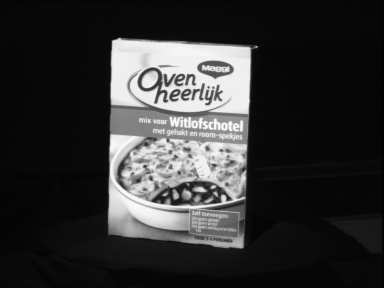 Maggi
Oven
heerlijk
mix voor Witlofschotel
met gehakt en room-spekjes
Zelf toevoegen: